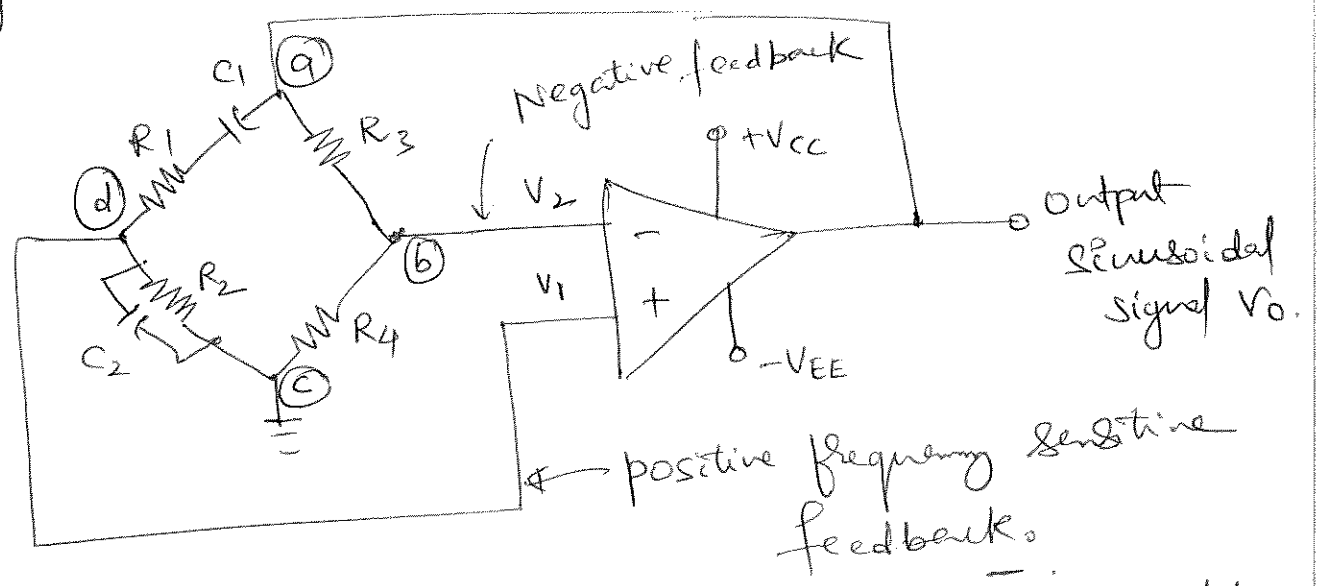 a
C1
Negative feedback
R1
R3
+VCC
d
V2
output
sinusoidal
signal Vo.
b
−
R2
V1
+
C2
R4
−VEE
c
positive frequency sensitive
feedback.